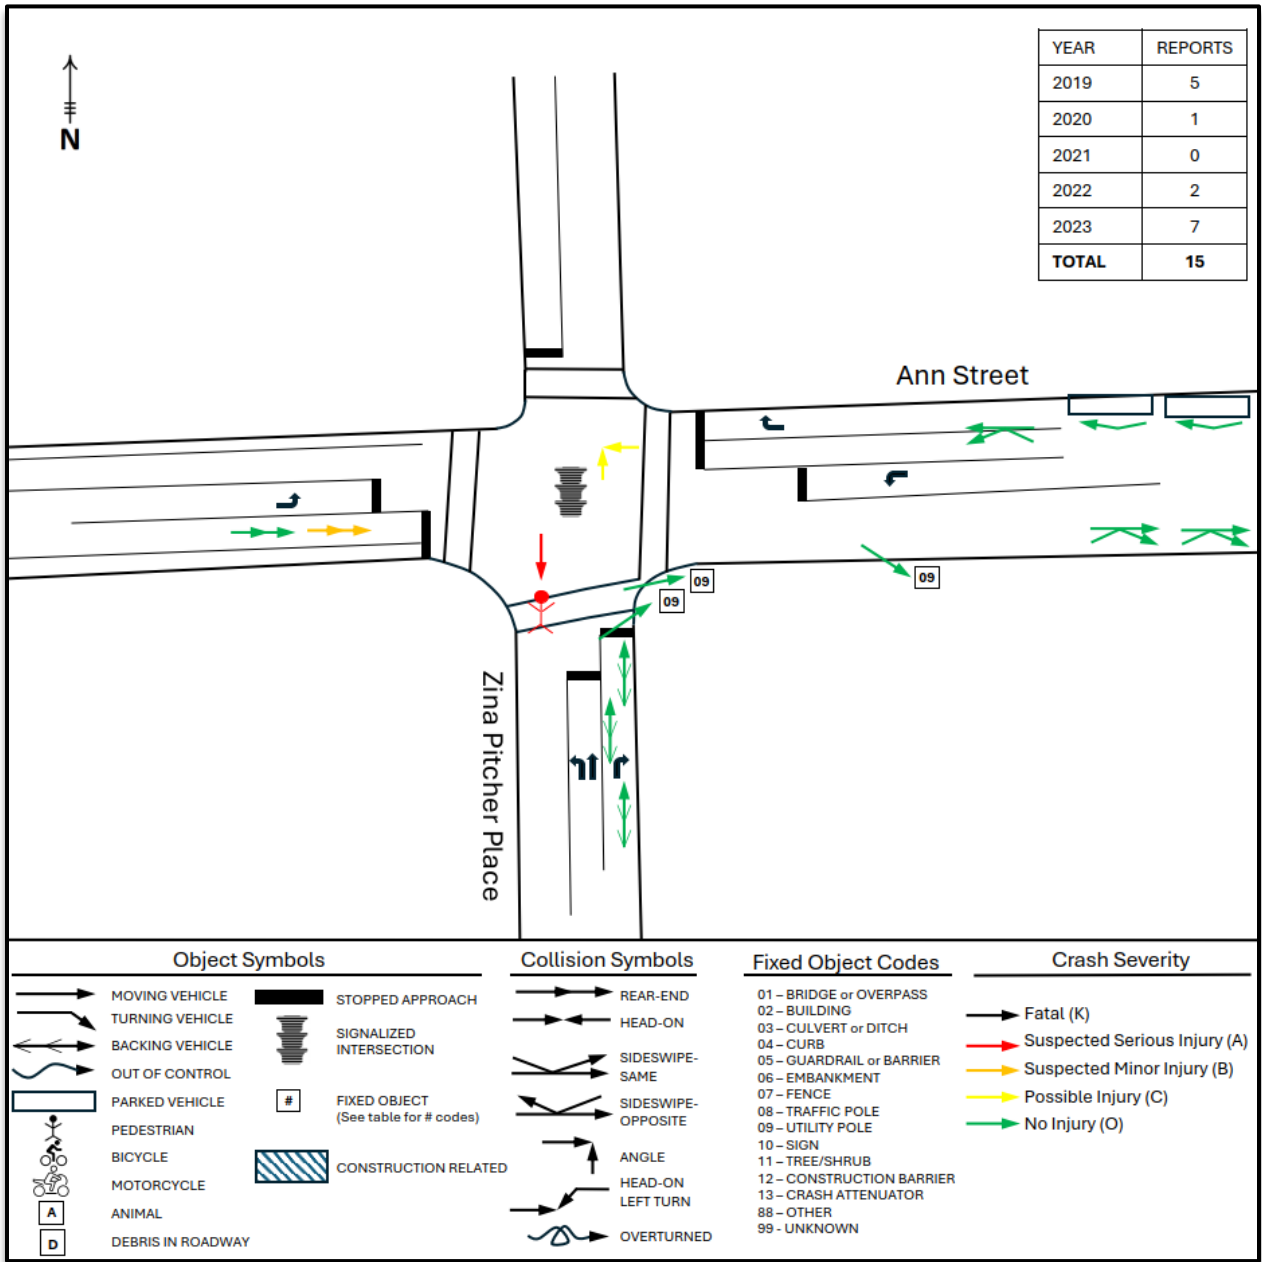 N
YEAR REPORTS
2019 5
2020 1
2021 0
2022 2
2023 7
TOTAL 15
Ann Street
09
09
09
Zina Pitcher Place
Object Symbols
MOVING VEHICLE
TURNING VEHICLE
BACKING VEHICLE
OUT OF CONTROL
PARKED VEHICLE
PEDESTRIAN
BICYCLE
MOTORCYCLE
A ANIMAL
D DEBRIS IN ROADWAY
STOPPED APPROACH
SIGNALIZED
INTERSECTION
# FIXED OBJECT
(See table for # codes)
CONSTRUCTION RELATED
Collision Symbols
REAR-END
HEAD-ON
SIDESWIPE-
SAME
SIDESWIPE-
OPPOSITE
ANGLE
HEAD-ON
LEFT TURN
OVERTURNED
Fixed Object Codes
01 – BRIDGE or OVERPASS
02 – BUILDING
03 – CULVERT or DITCH
04 – CURB
05 – GUARDRAIL or BARRIER
06 – EMBANKMENT
07 – FENCE
08 – TRAFFIC POLE
09 – UTILITY POLE
10 – SIGN
11 – TREE/SHRUB
12 – CONSTRUCTION BARRIER
13 – CRASH ATTENUATOR
88 – OTHER
99 - UNKNOWN
Crash Severity
Fatal (K)
Suspected Serious Injury (A)
Suspected Minor Injury (B)
Possible Injury (C)
No Injury (O)